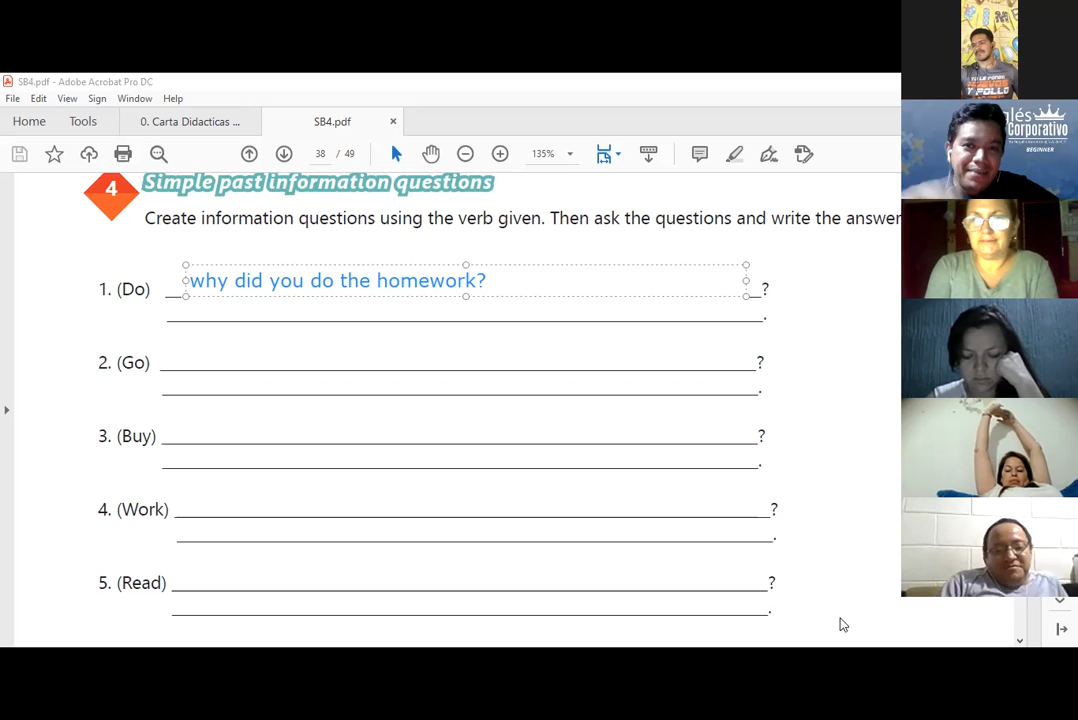 SB4.pdf - Adobe Acrobat Pro DC
File Edit View Sign Window Help
Home Tools 0. Carta Didacticas ... SB4.pdf ×
38 / 49 135%
4 Simple past information questions
Create information questions using the verb given. Then ask the questions and write the answer
1. (Do) why did you do the homework? ?
.
2. (Go) ?
.
3. (Buy) ?
.
4. (Work) ?
.
5. (Read) ?
.
Y POLLO
glés
Corporativo
#BEGINNER